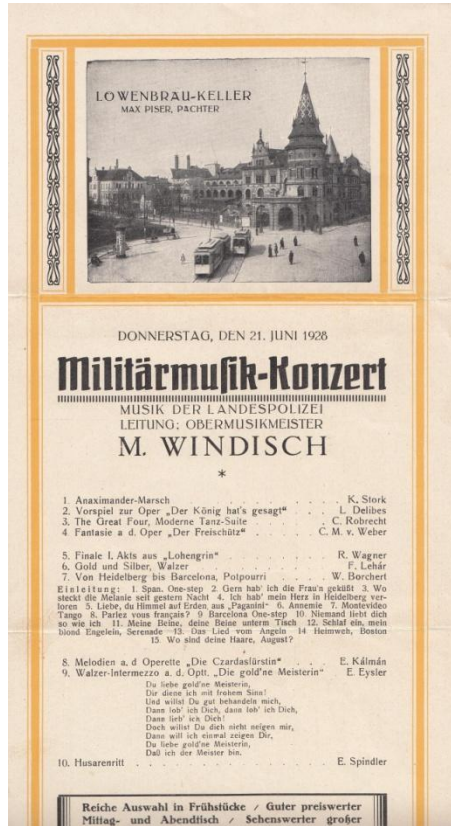 LÖWENBRÄU-KELLER
MAX PISER, PÄCHTER
DONNERSTAG, DEN 21. JUNI 1928
Militärmusik-Konzert
MUSIK DER LANDESPOLIZEI
LEITUNG; OBERMUSIKMEISTER
M. WINDISCH
*
1. Anaximander-Marsch . . . . . . . . K. Stork
2. Vorspiel zur Oper „Der König hat's gesagt“ . . . L. Delibes
3. The Great Four, Moderne Tanz-Suite . . . . C. Robrecht
4. Fantasie a d. Oper „Der Freischütz“ . . . C. M. v. Weber
5. Finale I. Akts aus „Lohengrin“ . . . . R. Wagner
6. Gold und Silber, Walzer . . . . . . F. Lehár
7. Von Heidelberg bis Barcelona, Potpourri . . W. Borchert
Einleitung: 1. Span. One-step 2. Gern hab' ich die Frau'n geküßt 3. Wo
steckt die Melanie seit gestern Nacht 4. Ich hab' mein Herz in Heidelberg ver-
loren 5. Liebe, du Himmel auf Erden, aus „Paganini“ 6. Annemie 7. Montevideo
Tango 8. Parlez vous français? 9 Barcelona One-step 10. Niemand liebt dich
so wie ich 11. Meine Beine, deine Beine unterm Tisch 12. Schlaf ein, mein
blond Engelein, Serenade 13. Das Lied vom Angeln 14 Heimweh, Boston
15. Wo sind deine Haare, August?
8. Melodien a. d Operette „Die Czardasfürstin“ . . E. Kálmán
9. Walzer-Intermezzo a. d. Optt. „Die gold'ne Meisterin“ E. Eysler
Du liebe gold'ne Meisterin,
Dir diene ich mit frohem Sinn!
Und willst Du gut behandeln mich,
Dann lob' ich Dich, dann lob' ich Dich,
Dann lieb' ich Dich!
Doch willst Du dich nicht neigen mir,
Dann will ich einmal zeigen Dir,
Du liebe gold'ne Meisterin,
Daß ich der Meister bin.
10. Husarenritt . . . . . . . . . . E. Spindler
Reiche Auswahl in Frühstücke / Guter preiswerter
Mittag- und Abendtisch / Sehenswerter großer